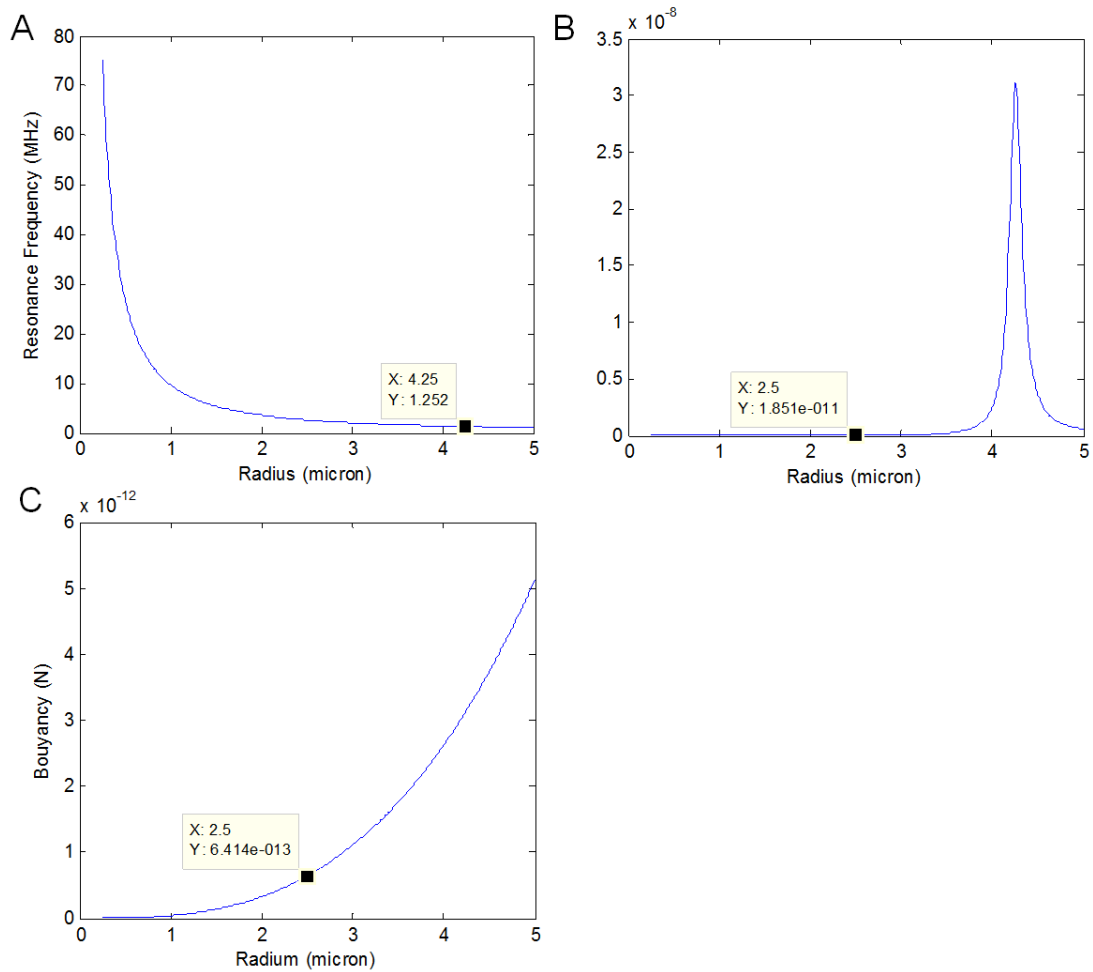 A
80
70
60
50
40
30
20
10
0
Resonance Frequency (MHz)
X: 4.25
Y: 1.252
0 1 2 3 4 5
Radius (micron)
B
x 10⁻⁸
3.5
3
2.5
2
1.5
1
0.5
0
X: 2.5
Y: 1.851e-011
0 1 2 3 4 5
Radius (micron)
C
x 10⁻¹²
6
5
4
3
2
1
0
Bouyancy (N)
X: 2.5
Y: 6.414e-013
0 1 2 3 4 5
Radium (micron)